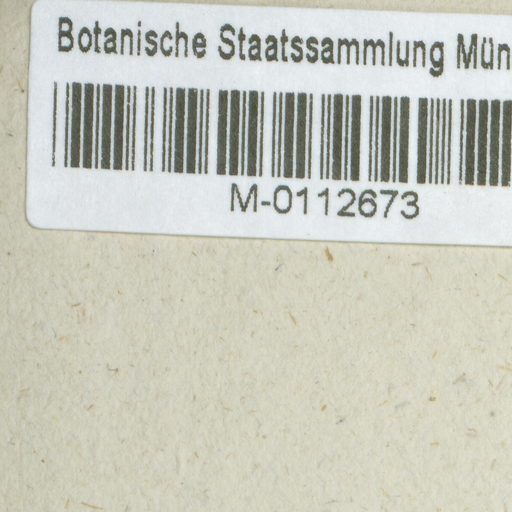 Botanische Staatssammlung Mün
M-0112673